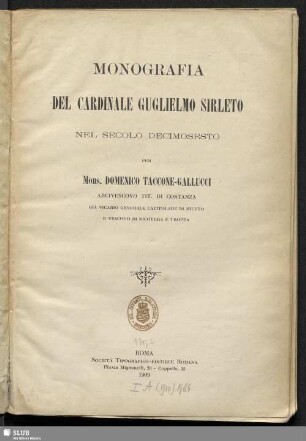 MONOGRAFIA
DEL CARDINALE GUGLIELMO SIRLETO
NEL SECOLO DECIMOSESTO
PER
Mons. DOMENICO TACCONE-GALLUCCI
ARCIVESCOVO TIT. DI COSTANZA
GIÀ VICARIO GENERALE CAPITOLARE DI MILETO
E VESCOVO DI NICOTERA E TROPEA
ROMA
SOCIETÀ TIPOGRAFICO-EDITRICE ROMANA
1909
SLUB